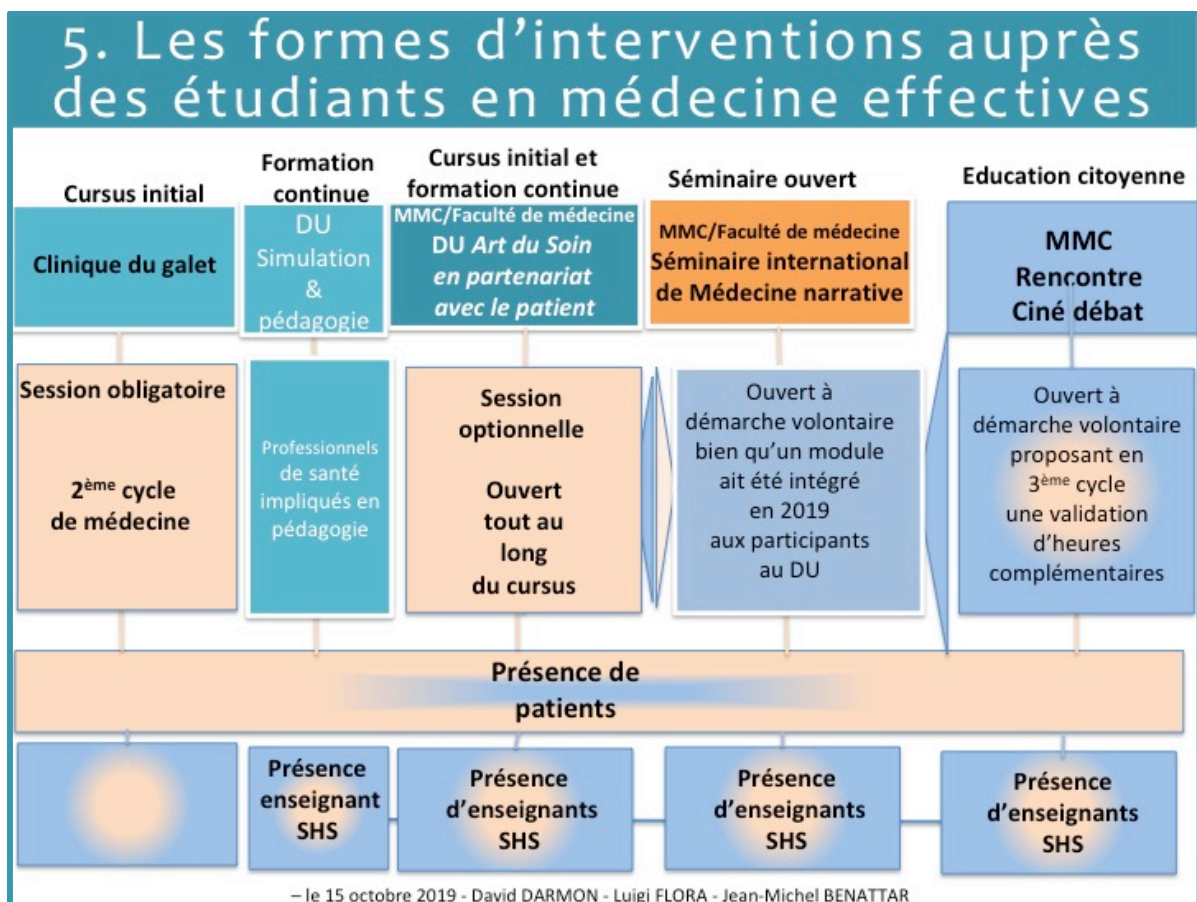 5. Les formes d’interventions auprès
des étudiants en médecine effectives
Cursus initial
Clinique du galet
Session obligatoire
2ème cycle
de médecine
Formation
continue
DU
Simulation
&
pédagogie
Professionnels
de santé
impliqués en
pédagogie
Cursus initial et
formation continue
MMC/Faculté de médecine
DU Art du Soin
en partenariat
avec le patient
Session
optionnelle
Ouvert
tout au
long
du cursus
Séminaire ouvert
MMC/Faculté de médecine
Séminaire international
de Médecine narrative
Ouvert à
démarche volontaire
bien qu’un module
ait été intégré
en 2019
aux participants
au DU
Education citoyenne
MMC
Rencontre
Ciné débat
Ouvert à
démarche volontaire
proposant en
3ème cycle
une validation
d’heures
complémentaires
Présence de
patients
Présence
enseignant
SHS
Présence
d’enseignants
SHS
Présence
d’enseignants
SHS
Présence
d’enseignants
SHS
– le 15 octobre 2019 - David DARMON - Luigi FLORA - Jean-Michel BENATTAR